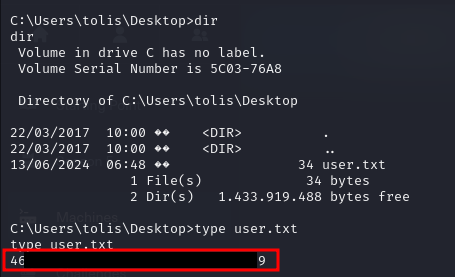 C:\Users\tolis\Desktop>dir
dir
 Volume in drive C has no label.
 Volume Serial Number is 5C03-76A8

 Directory of C:\Users\tolis\Desktop

22/03/2017  10:00 ��    <DIR>          .
22/03/2017  10:00 ��    <DIR>          ..
13/06/2024  06:48 ��                34 user.txt
               1 File(s)             34 bytes
               2 Dir(s)   1.433.919.488 bytes free

C:\Users\tolis\Desktop>type user.txt
type user.txt
46 9